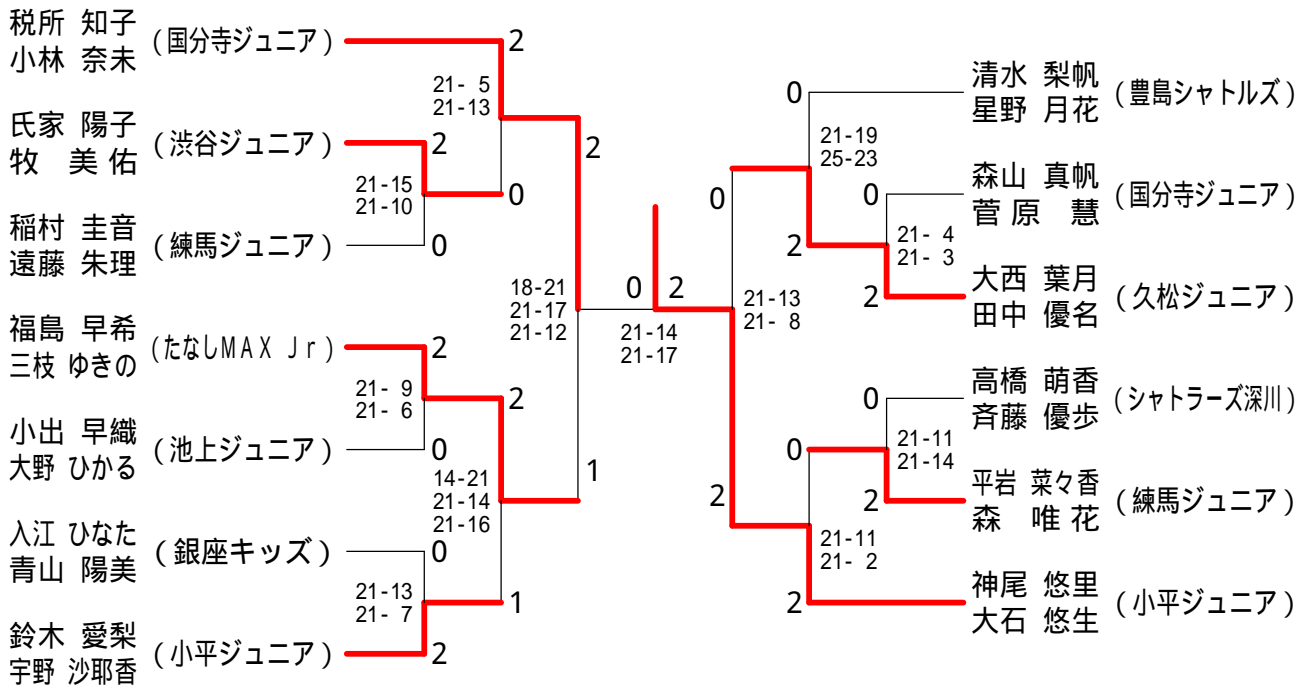 税所 知子
小林 奈未
(国分寺ジュニア)
2
21- 5
21-13
氏家 陽子
牧 美佑
(渋谷ジュニア)
2
2
21-15
21-10
0
稲村 圭音
遠藤 朱理
(練馬ジュニア)
0
18-21
21-17
21-12
福島 早希
三枝 ゆきの
(たなしMAX Jr)
2
21- 9
21- 6
2
小出 早織
大野 ひかる
(池上ジュニア)
0
14-21
21-14
21-16
1
入江 ひなた
青山 陽美
(銀座キッズ)
0
21-13
21- 7
1
鈴木 愛梨
宇野 沙耶香
(小平ジュニア)
2
0
2
21-14
21-17
清水 梨帆
星野 月花
(豊島シャトルズ)
0
21-19
25-23
森山 真帆
菅原 慧
(国分寺ジュニア)
0
0
21- 4
21- 3
2
大西 葉月
田中 優名
(久松ジュニア)
2
21-13
21- 8
高橋 萌香
斉藤 優歩
(シャトラーズ深川)
0
21-11
21-14
0
平岩 菜々香
森 唯花
(練馬ジュニア)
2
2
21-11
21- 2
神尾 悠里
大石 悠生
(小平ジュニア)
2